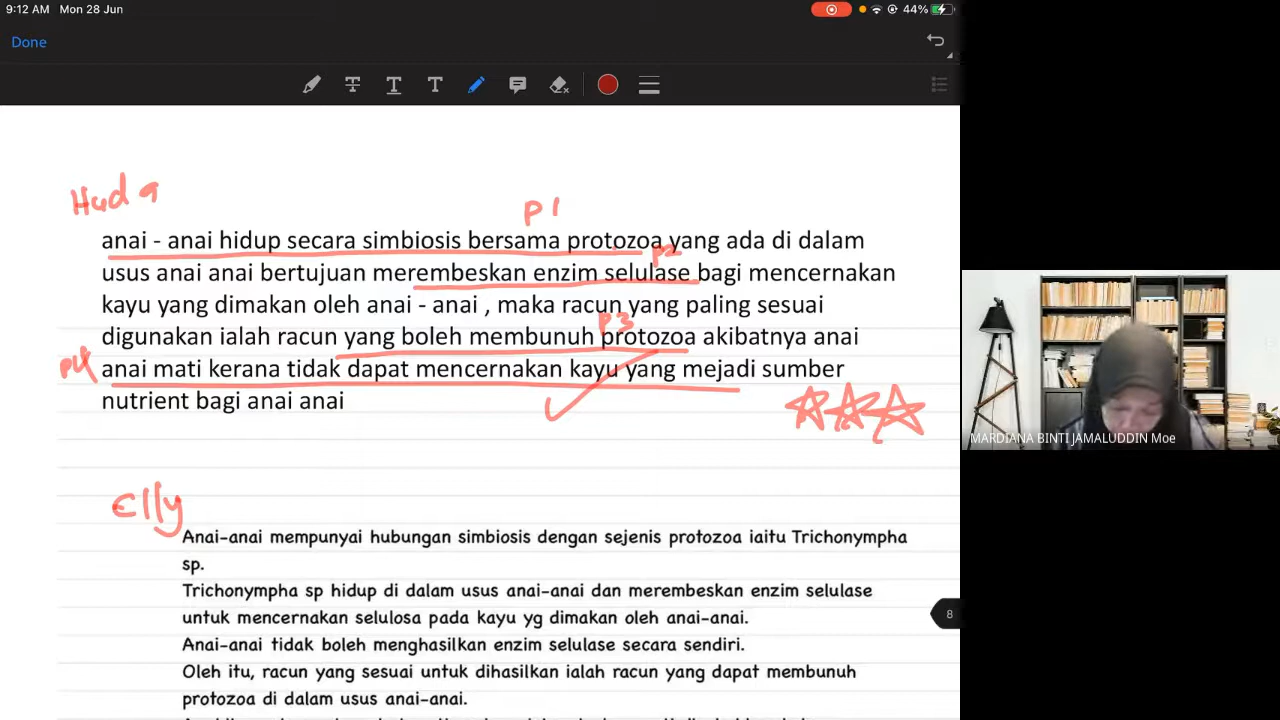 9:12 AM Mon 28 Jun
44%
Done
Huda
P1
anai - anai hidup secara simbiosis bersama protozoa yang ada di dalam
P2
usus anai anai bertujuan merembeskan enzim selulase bagi mencernakan
kayu yang dimakan oleh anai - anai , maka racun yang paling sesuai
P3
digunakan ialah racun yang boleh membunuh protozoa akibatnya anai
P4
anai mati kerana tidak dapat mencernakan kayu yang mejadi sumber
nutrient bagi anai anai
MARDIANA BINTI JAMALUDDIN Moe
Elly
Anai-anai mempunyai hubungan simbiosis dengan sejenis protozoa iaitu Trichonympha
sp.
Trichonympha sp hidup di dalam usus anai-anai dan merembeskan enzim selulase
untuk mencernakan selulosa pada kayu yg dimakan oleh anai-anai.
8
Anai-anai tidak boleh menghasilkan enzim selulase secara sendiri.
Oleh itu, racun yang sesuai untuk dihasilkan ialah racun yang dapat membunuh
protozoa di dalam usus anai-anai.